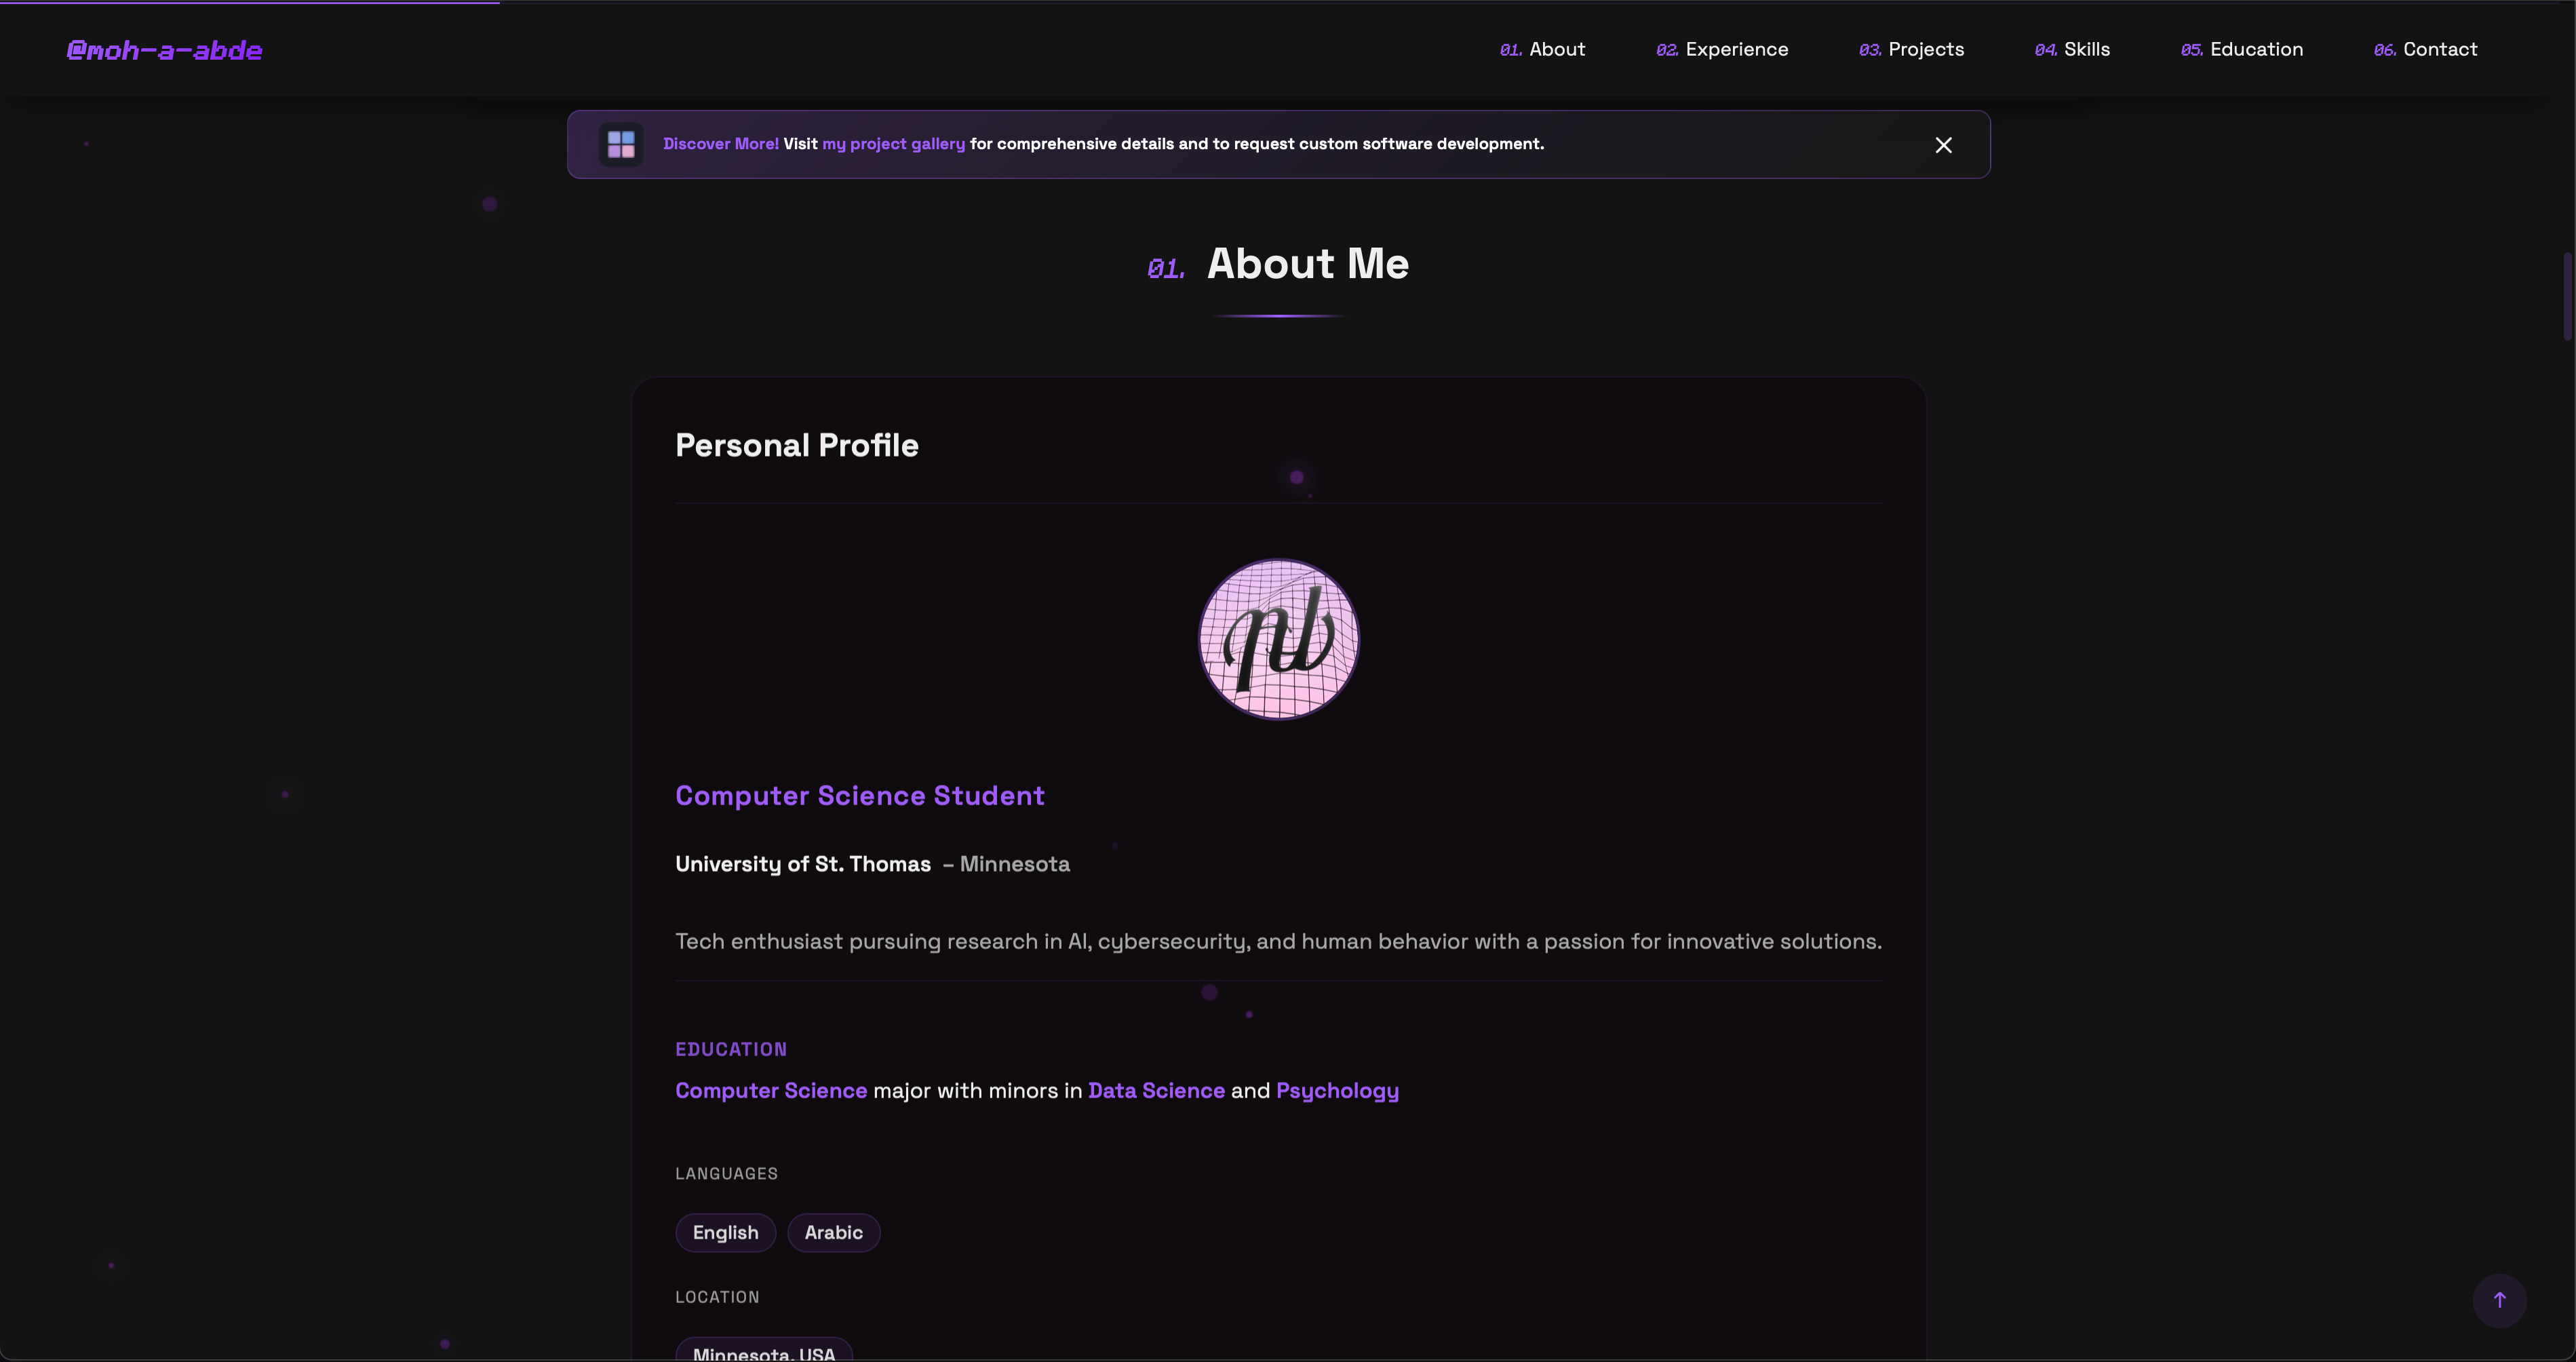 @moh-a-abde
01. About 02. Experience 03. Projects 04. Skills 05. Education 06. Contact
Discover More! Visit my project gallery for comprehensive details and to request custom software development.
01. About Me
Personal Profile
Computer Science Student
University of St. Thomas – Minnesota
Tech enthusiast pursuing research in AI, cybersecurity, and human behavior with a passion for innovative solutions.
EDUCATION
Computer Science major with minors in Data Science and Psychology
LANGUAGES
English Arabic
LOCATION
Minnesota, USA